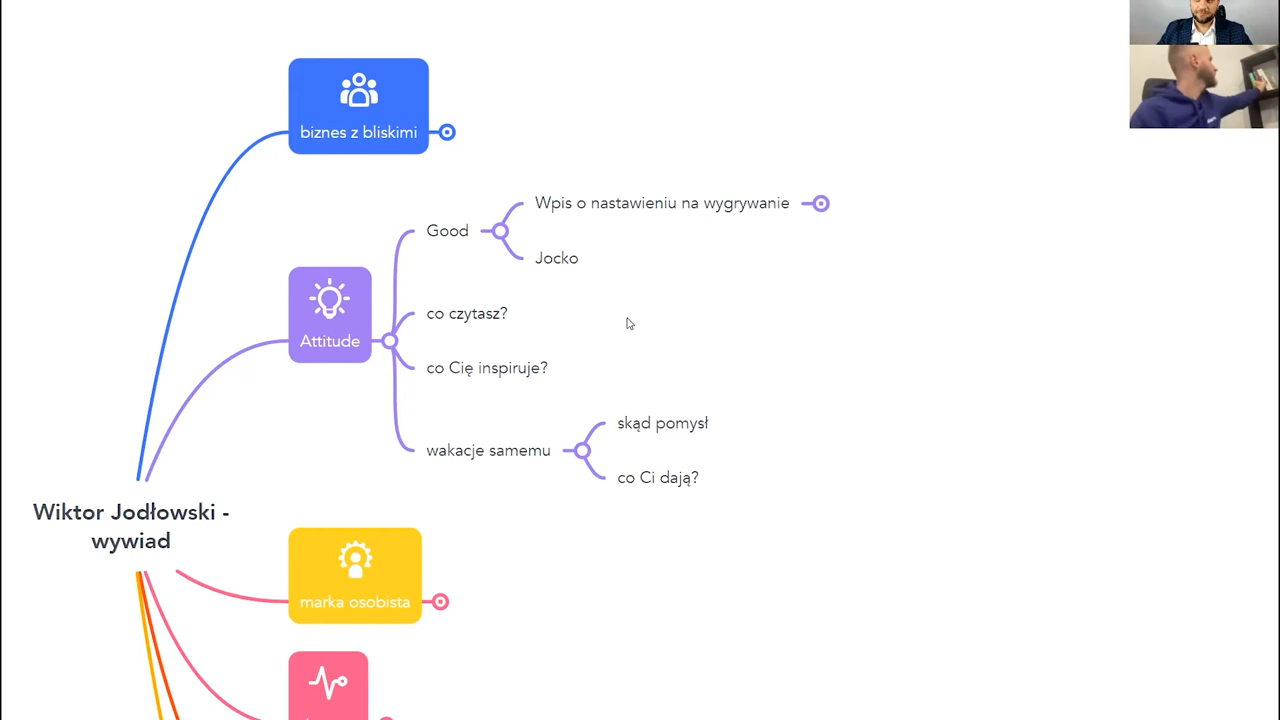 biznes z bliskimi
Wpis o nastawieniu na wygrywanie
Good
Jocko
co czytasz?
Attitude
co Cię inspiruje?
skąd pomysł
wakacje samemu
co Ci dają?
Wiktor Jodłowski -
wywiad
marka osobista